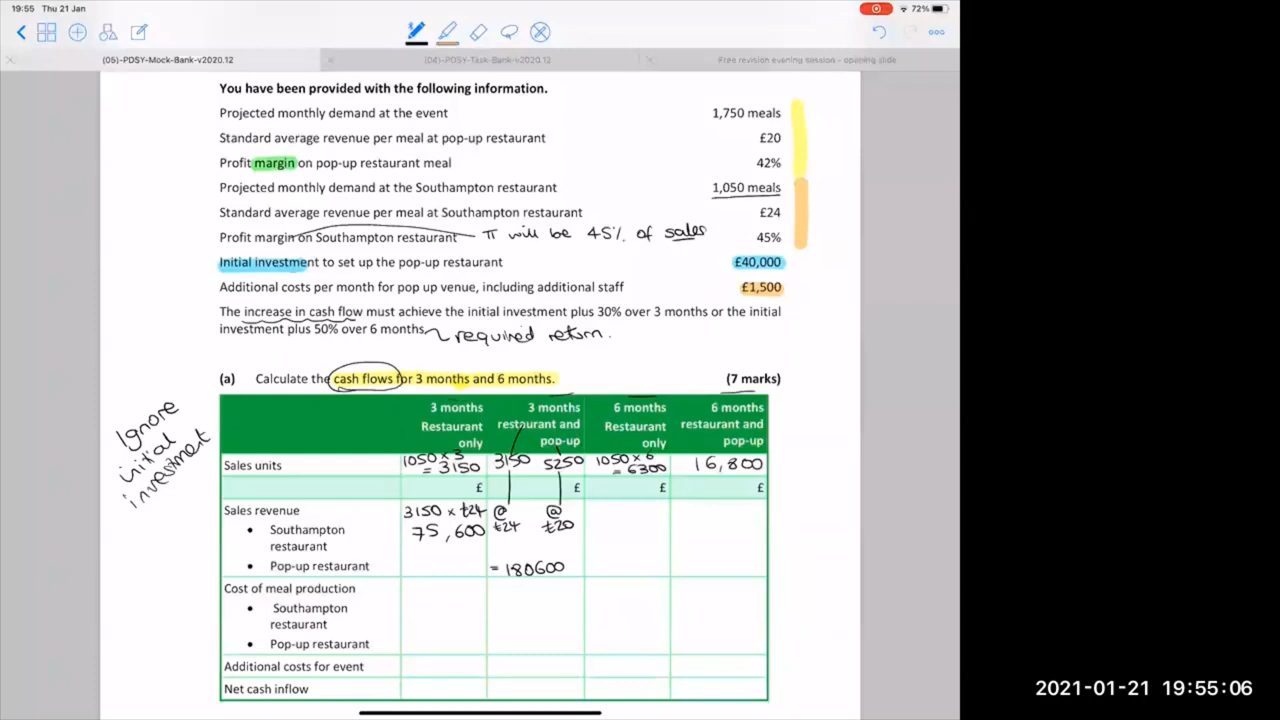 19:55 Thu 21 Jan
72%
(05)-PDSY-Mock-Bank-v2020.12
(04)-PDSY-Task-Bank-v2020.12
Free revision evening session - opening slide
You have been provided with the following information.
Projected monthly demand at the event 1,750 meals
Standard average revenue per meal at pop-up restaurant £20
Profit margin on pop-up restaurant meal 42%
Projected monthly demand at the Southampton restaurant 1,050 meals
Standard average revenue per meal at Southampton restaurant £24
Profit margin on Southampton restaurant π will be 45% of sales 45%
Initial investment to set up the pop-up restaurant £40,000
Additional costs per month for pop up venue, including additional staff £1,500
The increase in cash flow must achieve the initial investment plus 30% over 3 months or the initial
investment plus 50% over 6 months. required return.
(a) Calculate the cash flows for 3 months and 6 months. (7 marks)
Ignore
initial
investment
3 months 3 months 6 months 6 months
Restaurant restaurant and Restaurant restaurant and
only pop-up only pop-up
Sales units 1050 x 3 = 3150 3150 5250 1050 x 6 = 6300 16,800
£ £ £ £
Sales revenue 3150 x £24 @ @
• Southampton 75,600 £24 £20
restaurant
• Pop-up restaurant = 180600
Cost of meal production
• Southampton
restaurant
• Pop-up restaurant
Additional costs for event
Net cash inflow
2021-01-21 19:55:06